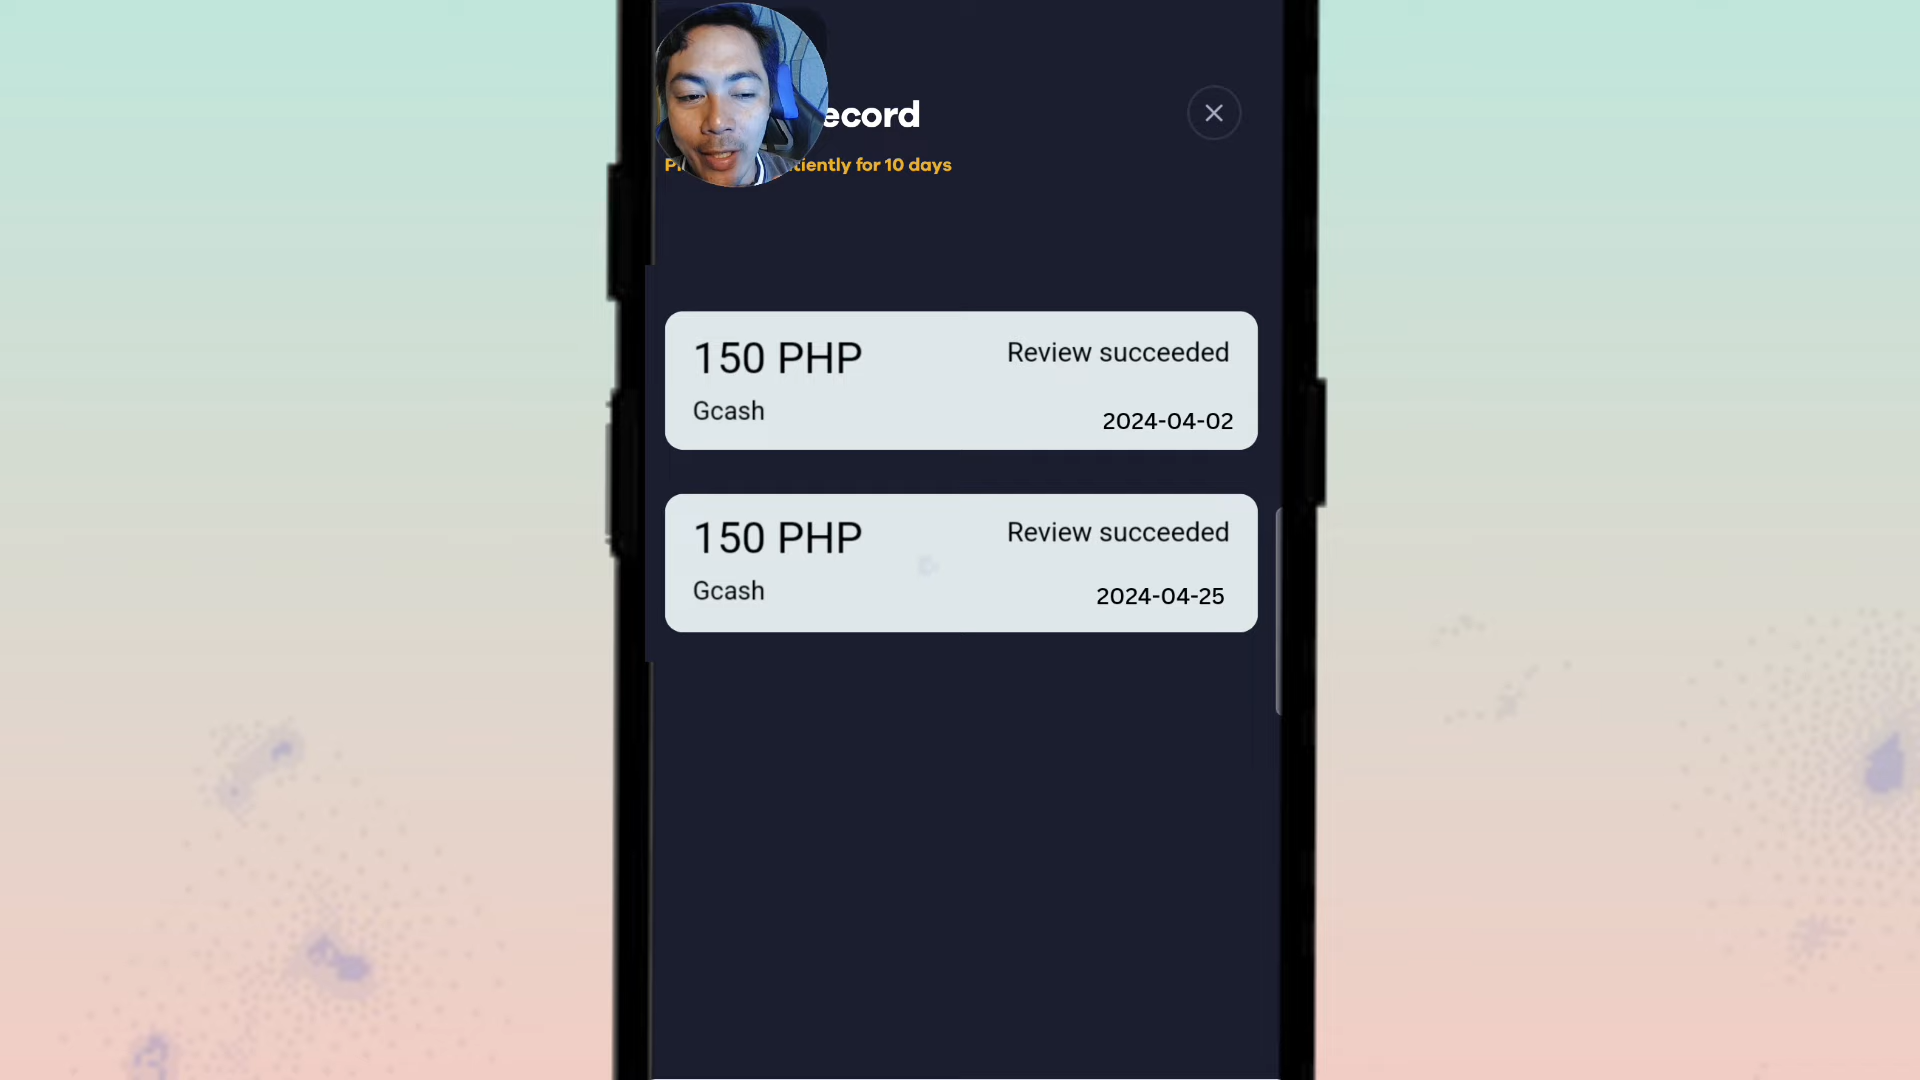 ecord
tiently for 10 days
150 PHP
Review succeeded
Gcash
2024-04-02
150 PHP
Review succeeded
Gcash
2024-04-25